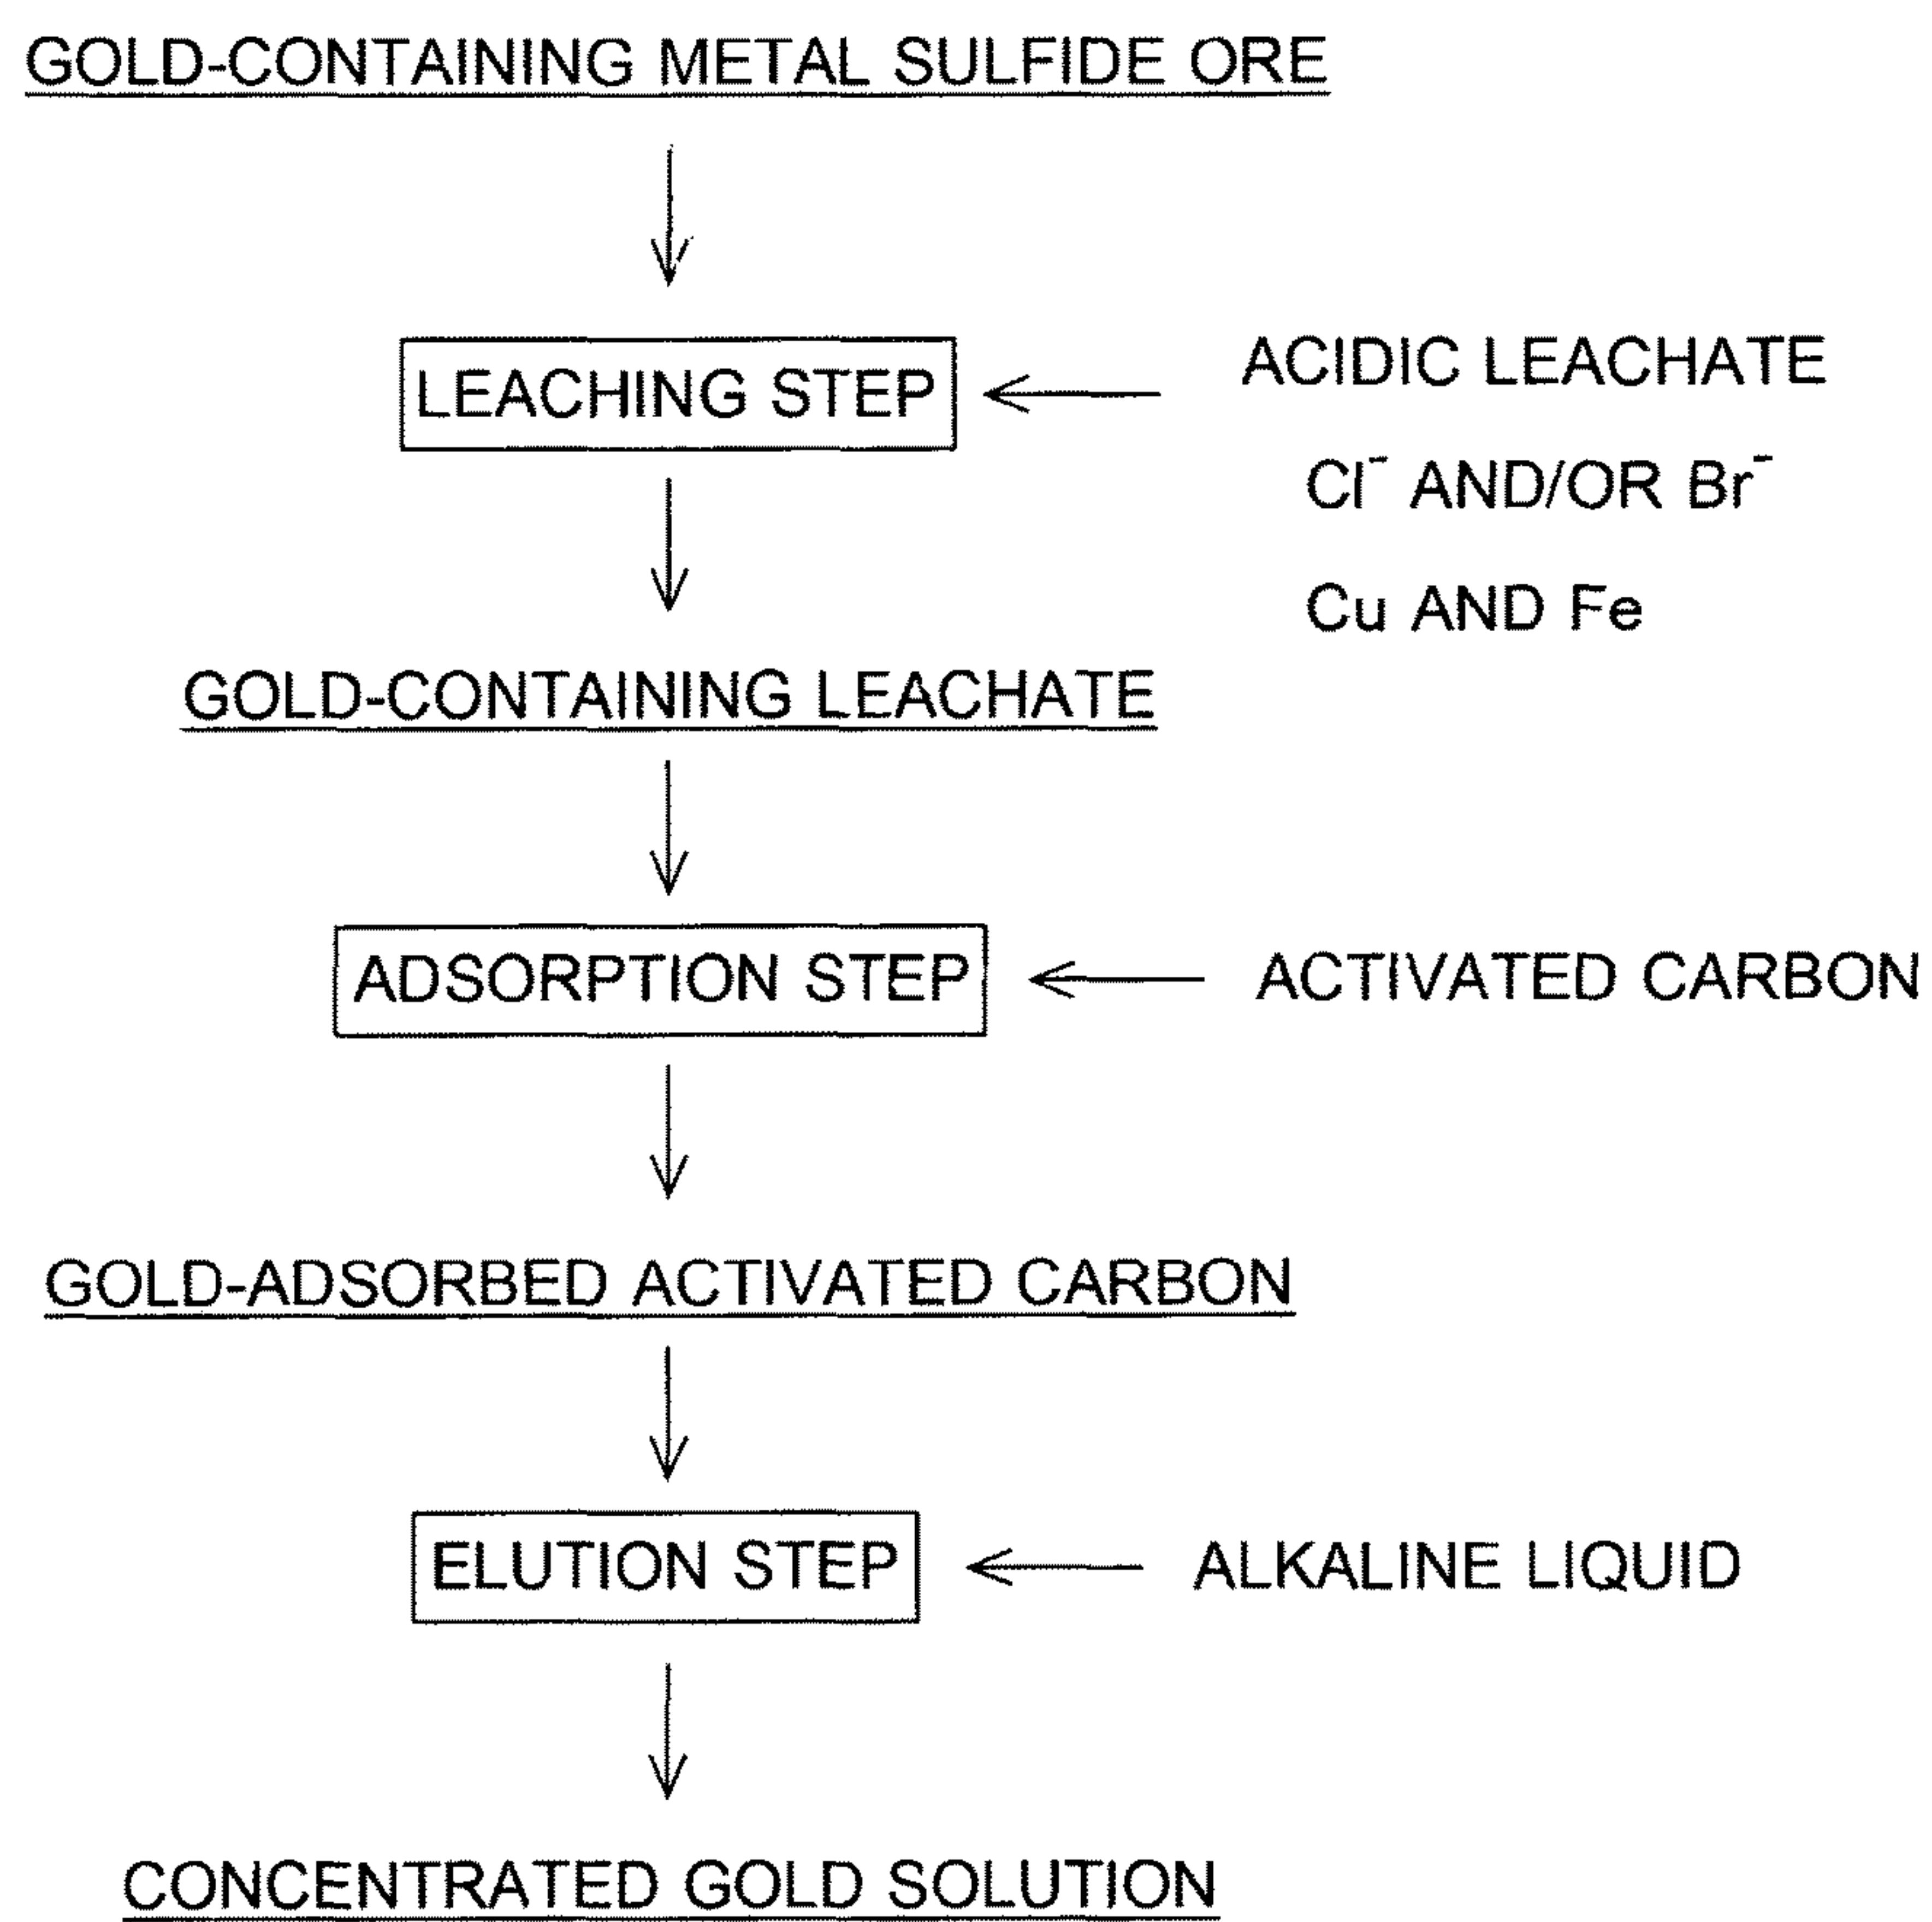 GOLD-CONTAINING METAL SULFIDE ORE
LEACHING STEP
ACIDIC LEACHATE
Cl⁻ AND/OR Br⁻
Cu AND Fe
GOLD-CONTAINING LEACHATE
ADSORPTION STEP
ACTIVATED CARBON
GOLD-ADSORBED ACTIVATED CARBON
ELUTION STEP
ALKALINE LIQUID
CONCENTRATED GOLD SOLUTION